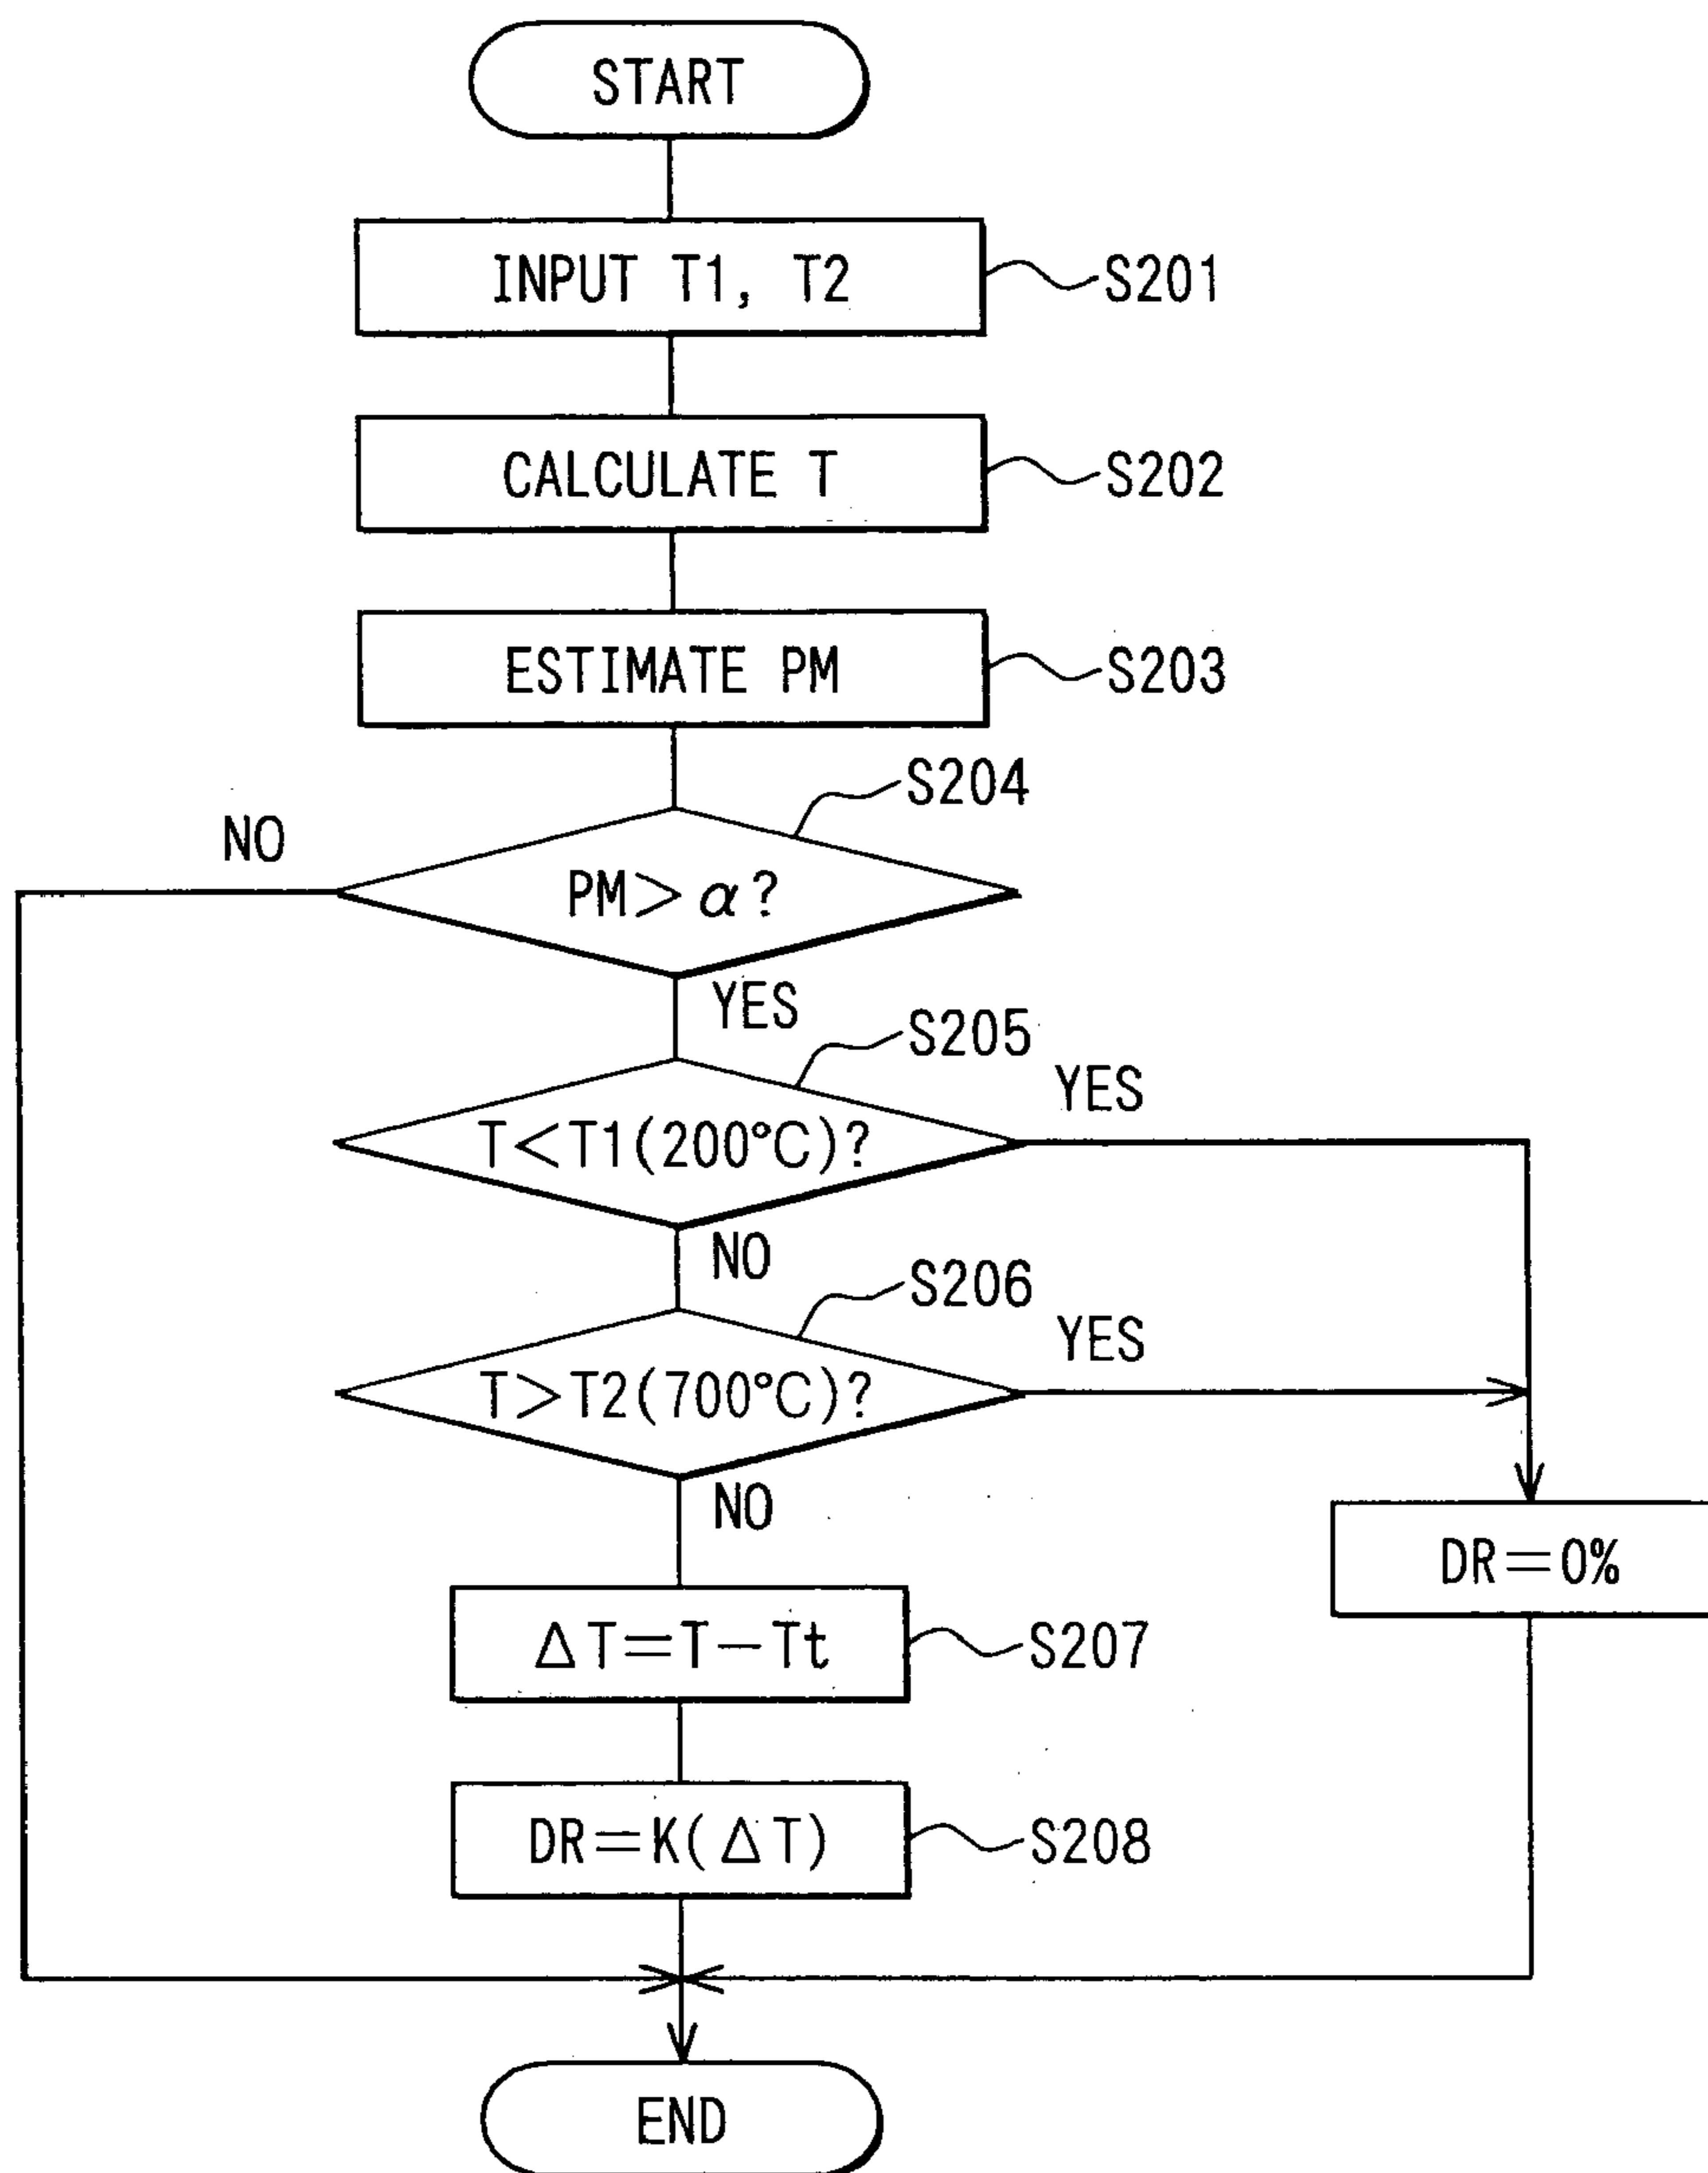 START
INPUT T1, T2
S201
CALCULATE T
S202
ESTIMATE PM
S203
S204
NO
PM>α?
YES
S205
YES
T<T1(200°C)?
NO
S206
YES
T>T2(700°C)?
NO
DR=0%
ΔT=T-Tt
S207
DR=K(ΔT)
S208
END